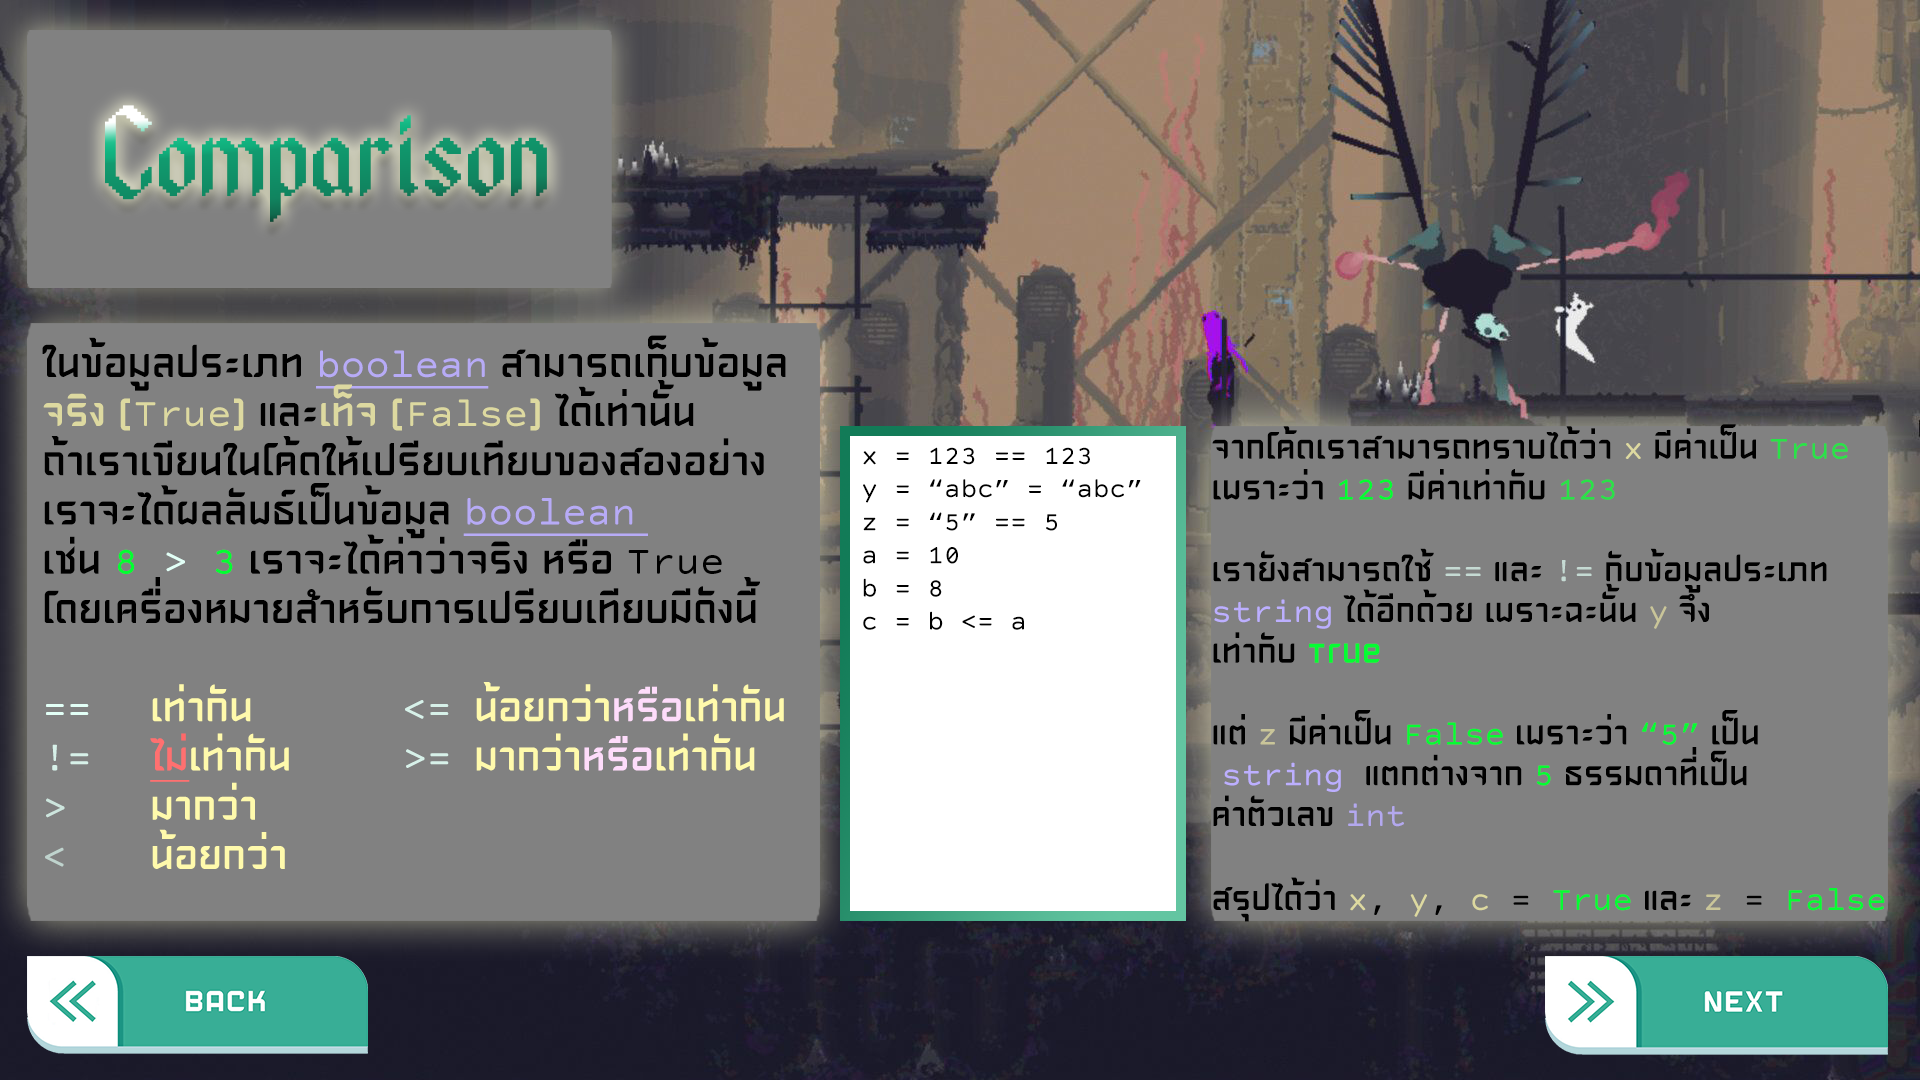 Comparison
ในข้อมูลประเภท boolean สามารถเก็บข้อมูล
จริง (True) และเท็จ (False) ได้เท่านั้น
ถ้าเราเขียนในโค้ดให้เปรียบเทียบของสองอย่าง
เราจะได้ผลลัพธ์เป็นข้อมูล boolean
เช่น 8 > 3 เราจะได้ค่าว่าจริง หรือ True
โดยเครื่องหมายสำหรับการเปรียบเทียบมีดังนี้
== เท่ากัน <= น้อยกว่าหรือเท่ากัน
!= ไม่เท่ากัน >= มากกว่าหรือเท่ากัน
> มากกว่า
< น้อยกว่า
x = 123 == 123
y = “abc” = “abc”
z = “5” == 5
a = 10
b = 8
c = b <= a
จากโค้ดเราสามารถทราบได้ว่า x มีค่าเป็น True
เพราะว่า 123 มีค่าเท่ากับ 123
เรายังสามารถใช้ == และ != กับข้อมูลประเภท
string ได้อีกด้วย เพราะฉะนั้น y จึง
เท่ากับ True
แต่ z มีค่าเป็น False เพราะว่า “5” เป็น
string แตกต่างจาก 5 ธรรมดาที่เป็น
ค่าตัวเลข int
สรุปได้ว่า x, y, c = True และ z = False
BACK
NEXT